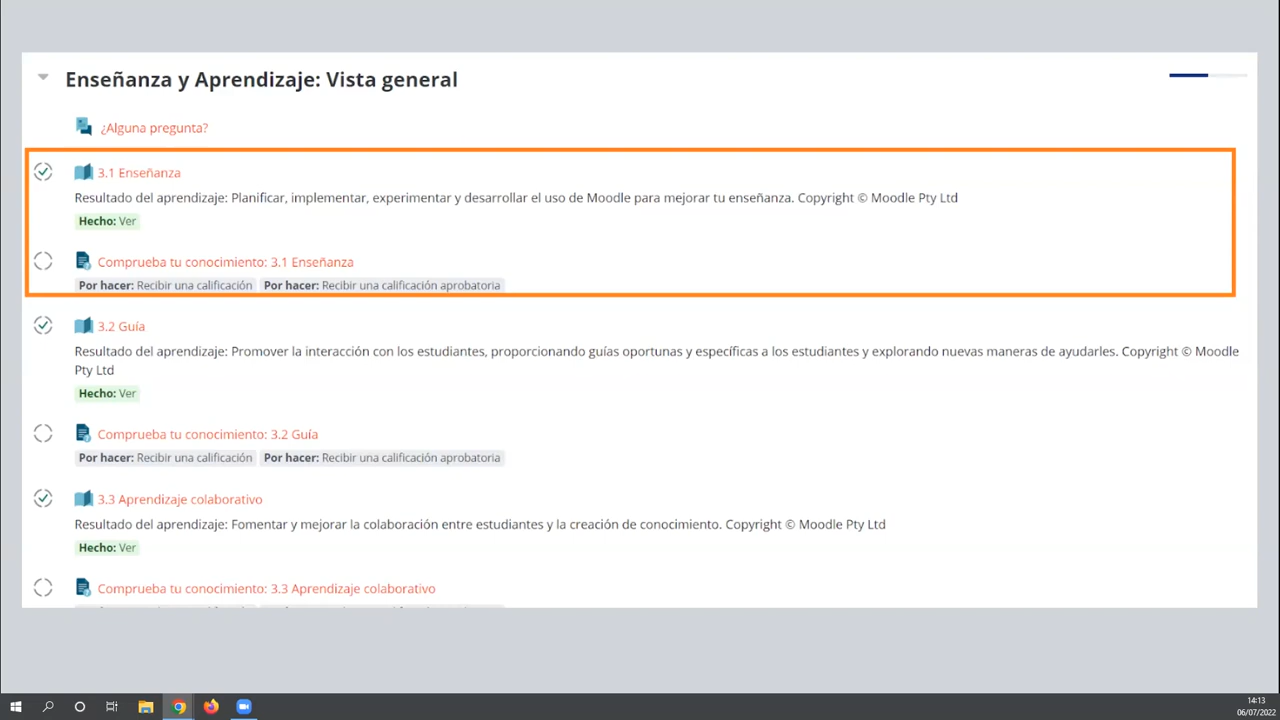 Enseñanza y Aprendizaje: Vista general
¿Alguna pregunta?
3.1 Enseñanza
Resultado del aprendizaje: Planificar, implementar, experimentar y desarrollar el uso de Moodle para mejorar tu enseñanza. Copyright © Moodle Pty Ltd
Hecho: Ver
Comprueba tu conocimiento: 3.1 Enseñanza
Por hacer: Recibir una calificación Por hacer: Recibir una calificación aprobatoria
3.2 Guía
Resultado del aprendizaje: Promover la interacción con los estudiantes, proporcionando guías oportunas y específicas a los estudiantes y explorando nuevas maneras de ayudarles. Copyright © Moodle
Pty Ltd
Hecho: Ver
Comprueba tu conocimiento: 3.2 Guía
Por hacer: Recibir una calificación Por hacer: Recibir una calificación aprobatoria
3.3 Aprendizaje colaborativo
Resultado del aprendizaje: Fomentar y mejorar la colaboración entre estudiantes y la creación de conocimiento. Copyright © Moodle Pty Ltd
Hecho: Ver
Comprueba tu conocimiento: 3.3 Aprendizaje colaborativo
14:13
06/07/2022